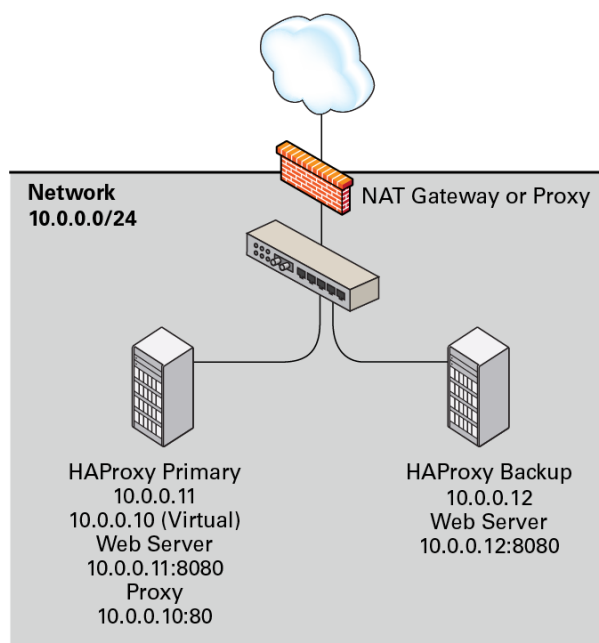 Network
10.0.0.0/24
NAT Gateway or Proxy
HAProxy Primary
10.0.0.11
10.0.0.10 (Virtual)
Web Server
10.0.0.11:8080
Proxy
10.0.0.10:80
HAProxy Backup
10.0.0.12
Web Server
10.0.0.12:8080